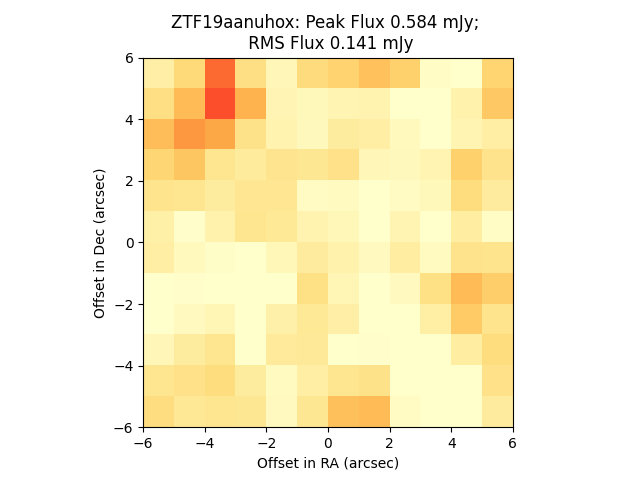 ZTF19aanuhox: Peak Flux 0.584 mJy;
RMS Flux 0.141 mJy
6
4
2
0
−2
−4
−6
Offset in Dec (arcsec)
−6 −4 −2 0 2 4 6
Offset in RA (arcsec)